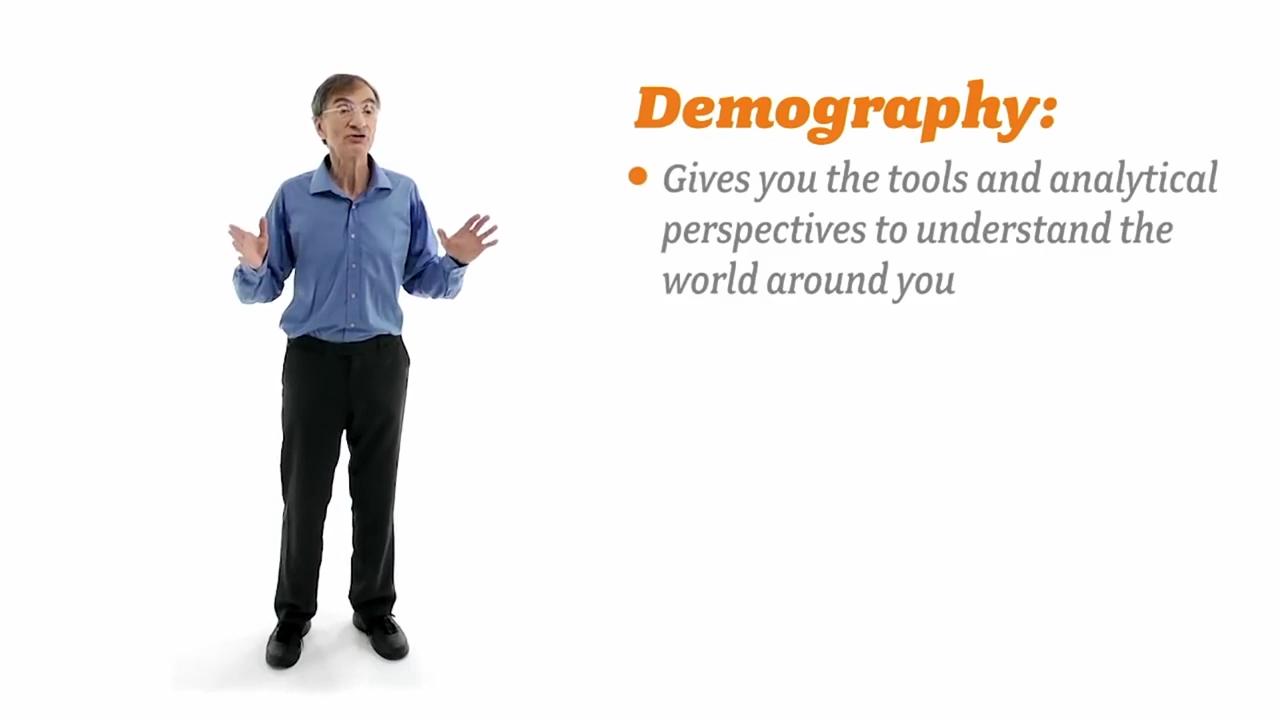 Demography:
• Gives you the tools and analytical
perspectives to understand the
world around you